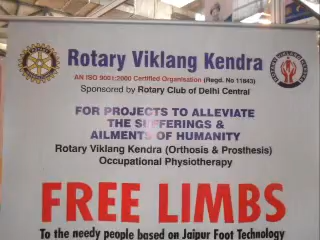 Rotary Viklang Kendra
AN ISO 9001:2000 Certified Organisation (Regd. No 11843)
Sponsored by Rotary Club of Delhi Central
FOR PROJECTS TO ALLEVIATE
THE SUFFERINGS &
AILMENTS OF HUMANITY
Rotary Viklang Kendra (Orthosis & Prosthesis)
Occupational Physiotherapy
FREE LIMBS
To the needy people based on Jaipur Foot Technology